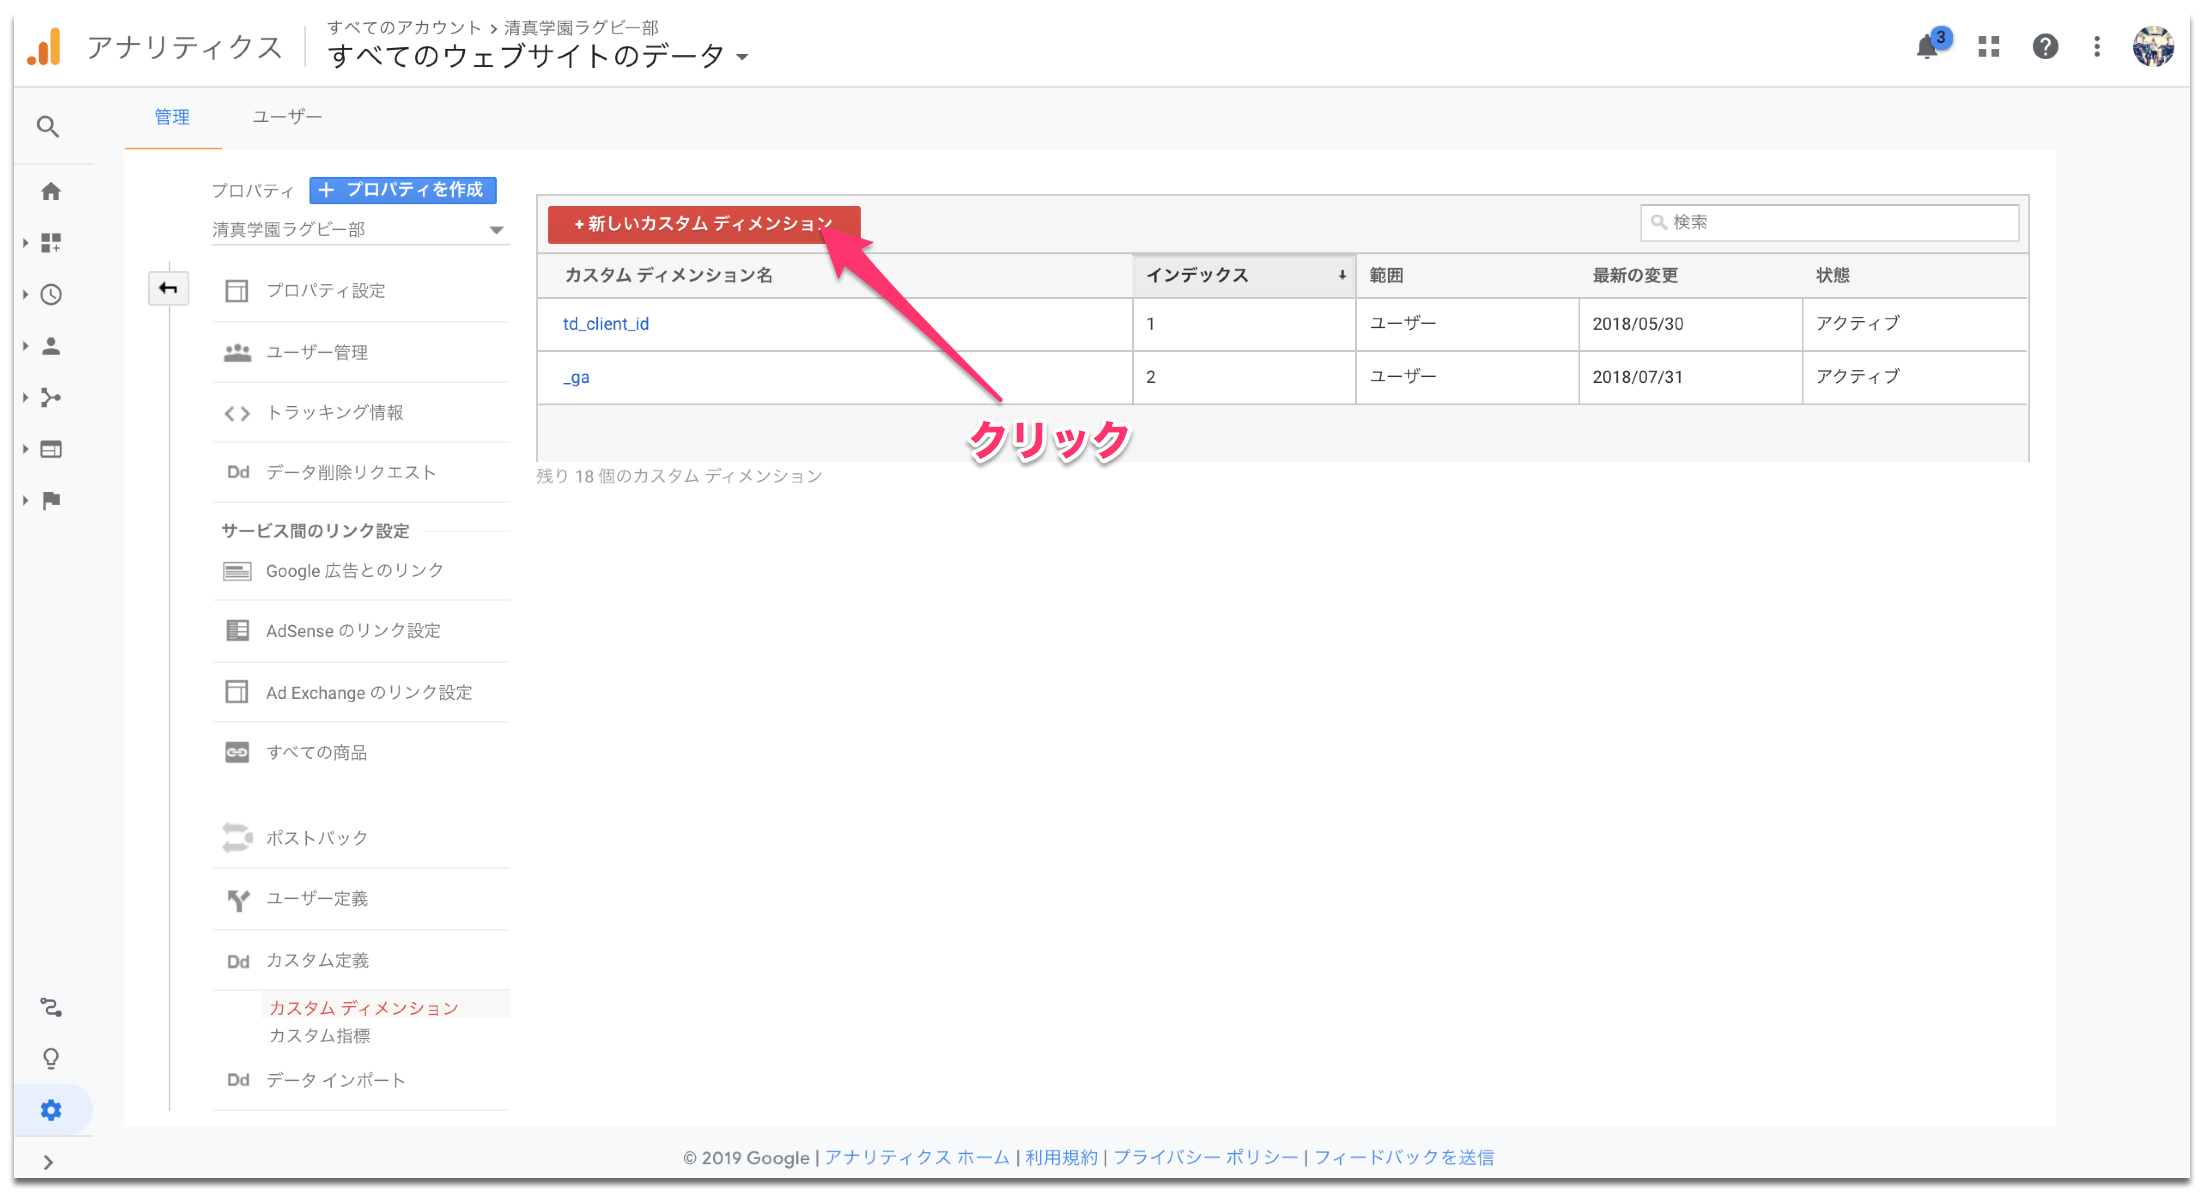 アナリティクス
すべてのアカウント > 清真学園ラグビー部
すべてのウェブサイトのデータ
3
管理
ユーザー
プロパティ
+ プロパティを作成
清真学園ラグビー部
プロパティ設定
ユーザー管理
トラッキング情報
Dd データ削除リクエスト
サービス間のリンク設定
Google 広告とのリンク
AdSense のリンク設定
Ad Exchange のリンク設定
すべての商品
ポストバック
ユーザー定義
Dd カスタム定義
カスタム ディメンション
カスタム指標
Dd データ インポート
+ 新しいカスタム ディメンション
検索
カスタム ディメンション名 インデックス 範囲 最新の変更 状態
td_client_id 1 ユーザー 2018/05/30 アクティブ
_ga 2 ユーザー 2018/07/31 アクティブ
クリック
残り 18 個のカスタム ディメンション
© 2019 Google | アナリティクス ホーム | 利用規約 | プライバシー ポリシー | フィードバックを送信